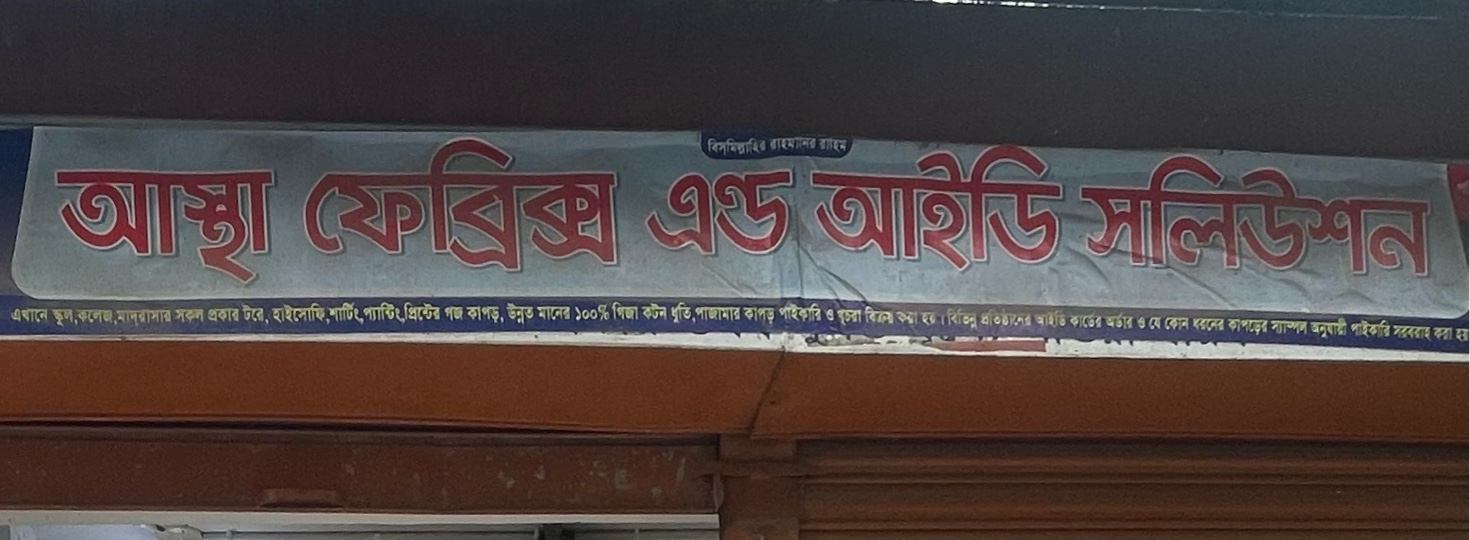 বিসমিল্লাহির রাহমানির রাহিম
আস্থা ফেব্রিক্স এণ্ড আইডি সলিউশন
এখানে স্কুল,কলেজ,মাদ্রাসার সকল প্রকার টরে, হাইসোফি,শার্টিং,প্যান্টিং,প্রিন্টের গজ কাপড়, উন্নত মানের ১০০% গিজা কটন ধুতি,পাজামার কাপড় পাইকারি ও খুচরা বিক্রয় করা হয়। বিভিন্ন প্রতিষ্ঠানের আইডি কার্ডের অর্ডার ও যে কোন ধরনের কাপড়ের স্যাম্পল অনুযায়ী পাইকারি সরবরাহ করা হয়